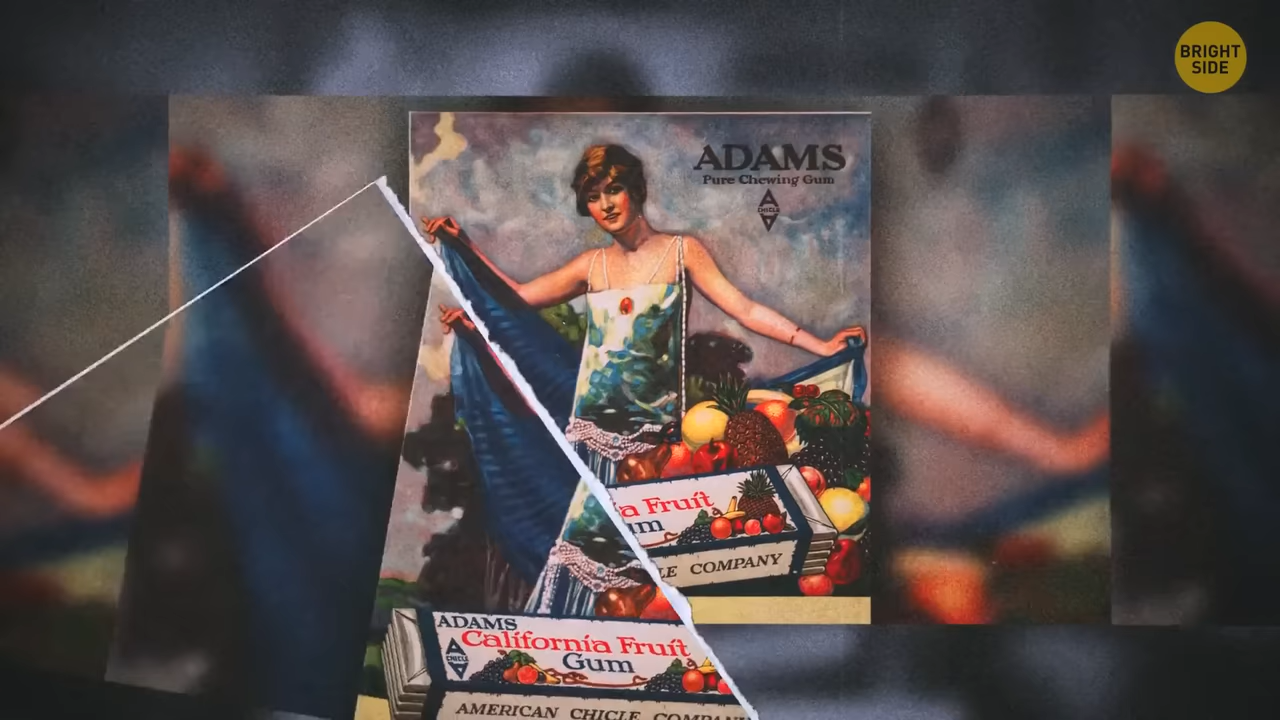 BRIGHT
SIDE
ADAMS
Pure Chewing Gum
CHICLE
a Fruit
um
LE COMPANY
ADAMS
California Fruit
Gum
CHICLE
AMERICAN CHICLE COMPANY